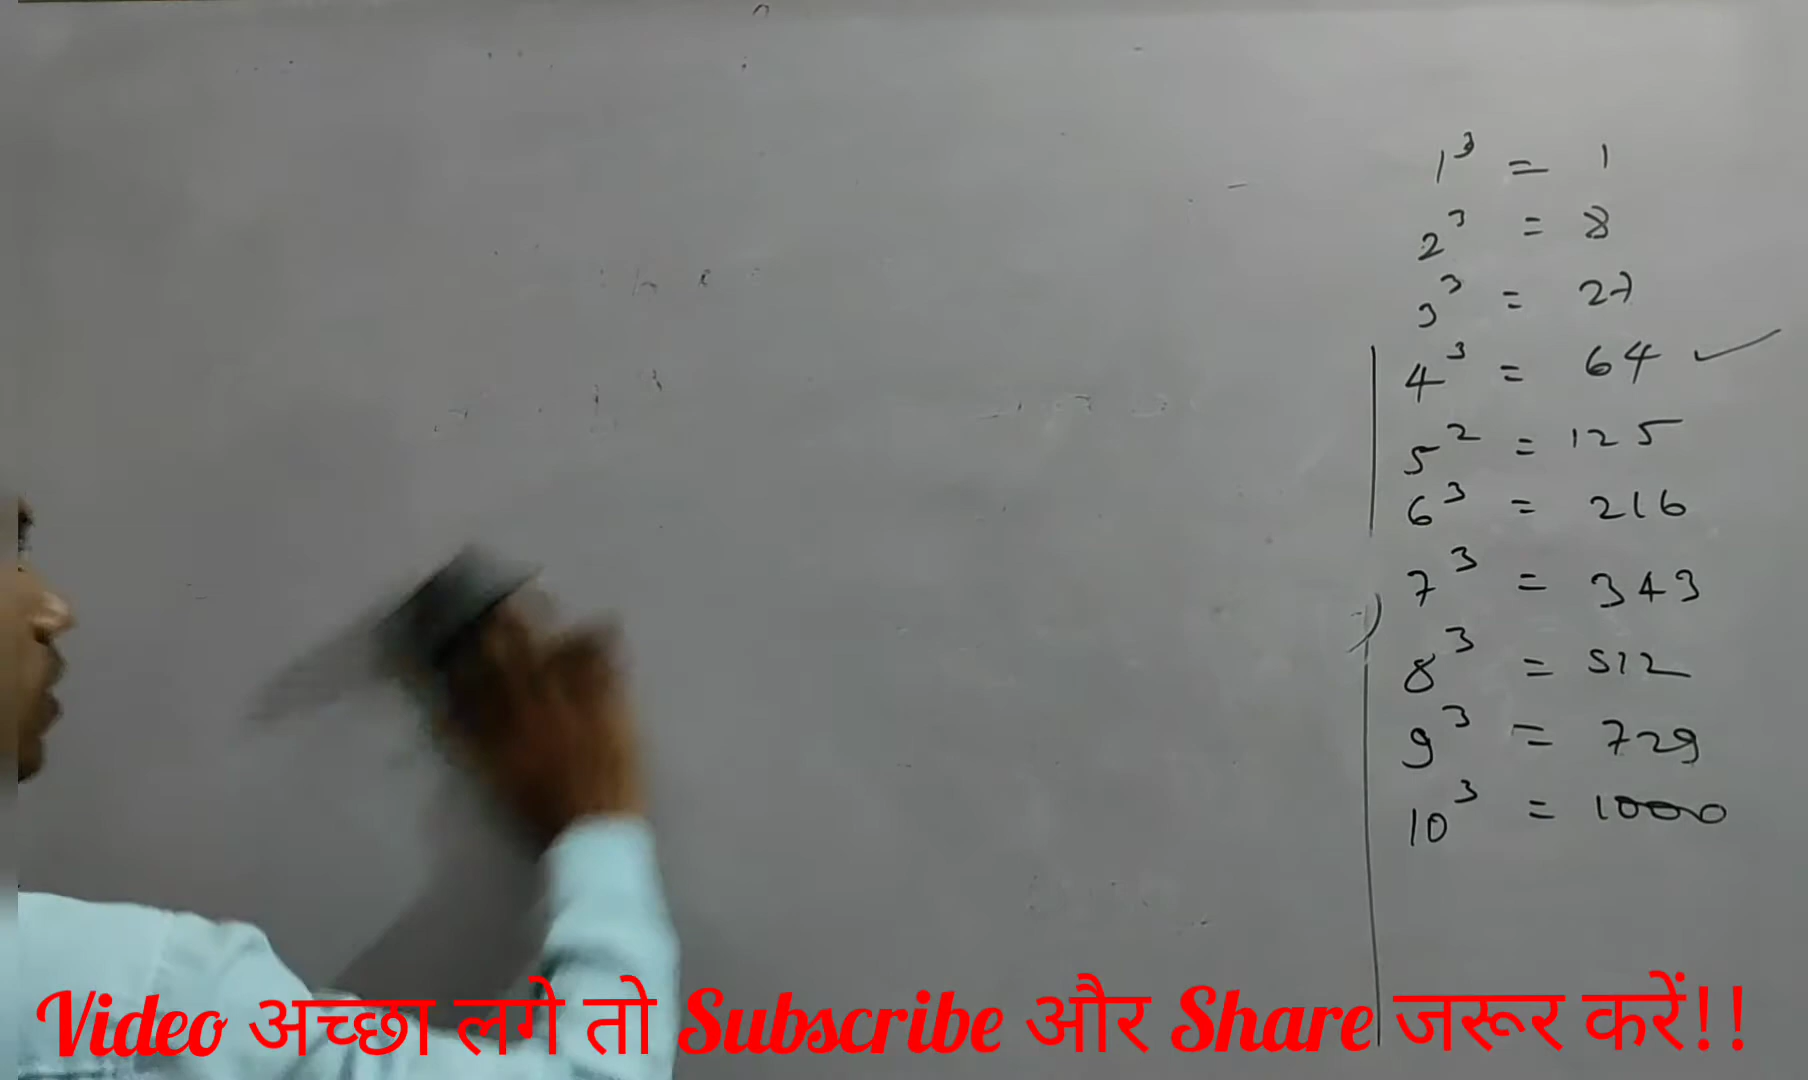 1³ = 1
2³ = 8
3³ = 27
4³ = 64 ✓
5² = 125
6³ = 216
7³ = 343
8³ = 512
9³ = 729
10³ = 1000
Video अच्छा लगे तो Subscribe और Share जरूर करें!!